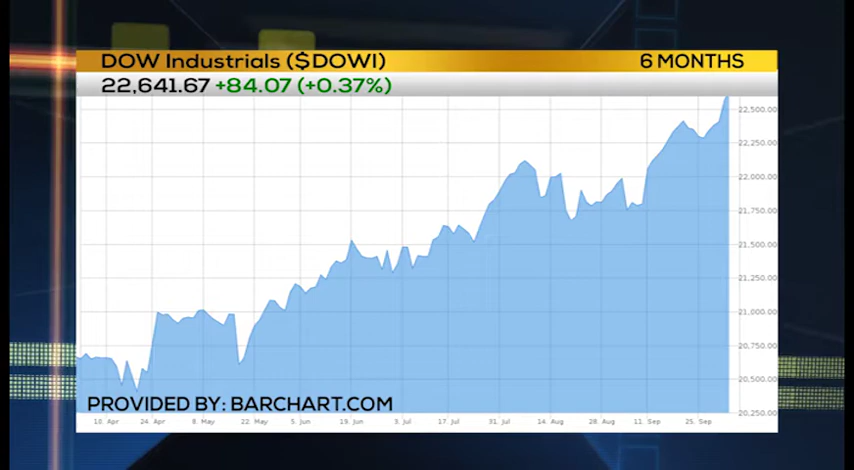 DOW Industrials ($DOWI) 6 MONTHS
22,641.67 +84.07 (+0.37%)
22,500.00
22,250.00
22,000.00
21,750.00
21,500.00
21,250.00
21,000.00
20,750.00
20,500.00
20,250.00
PROVIDED BY: BARCHART.COM
10. Apr 24. Apr 8. May 22. May 5. Jun 19. Jun 3. Jul 17. Jul 31. Jul 14. Aug 28. Aug 11. Sep 25. Sep